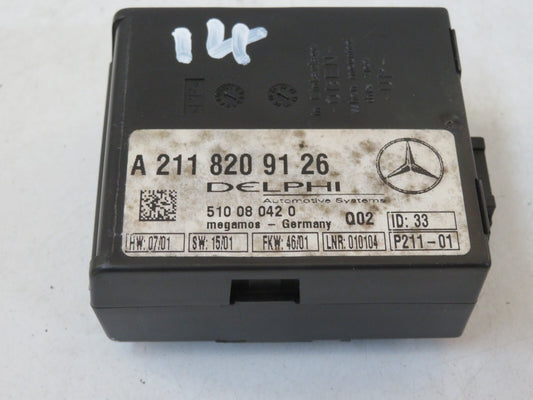 14
A 211 820 91 26
DELPHI
Automotive Systems
510 08 042 0
Q02
ID: 33
megamos - Germany
HW: 07/01
SW: 15/01
FKW: 46/01
LNR: 010104
P211-01